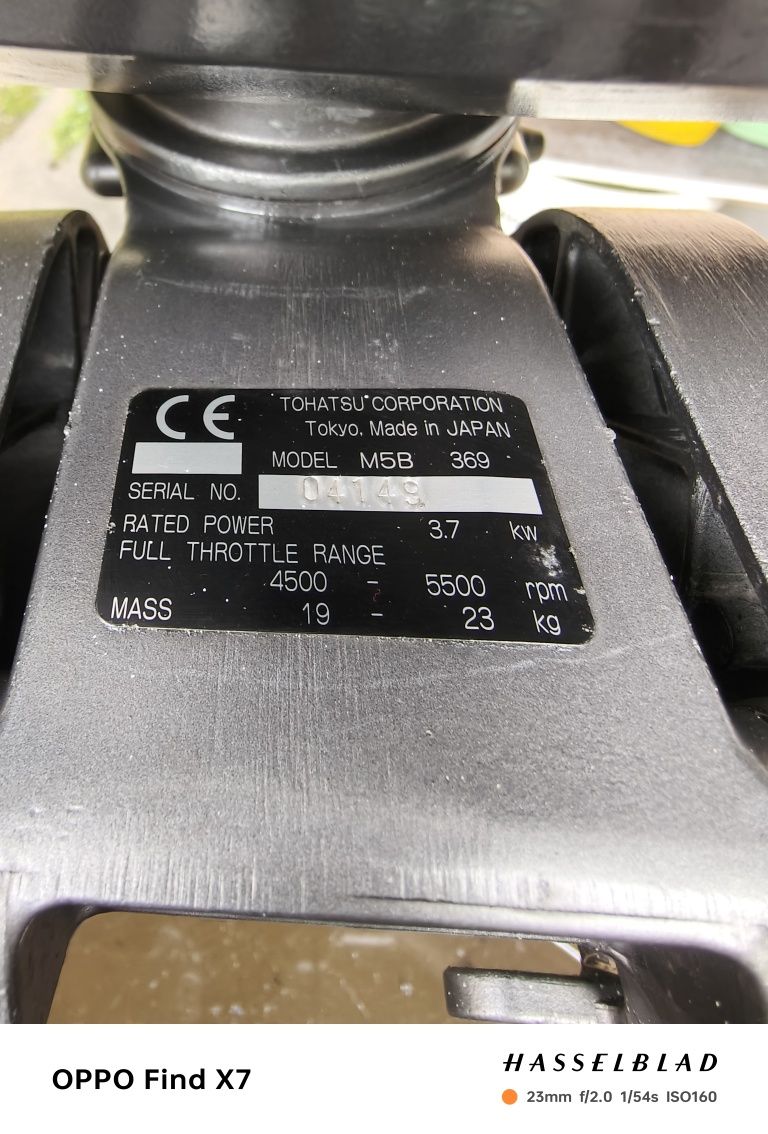 CE
TOHATSU CORPORATION
Tokyo. Made in JAPAN
MODEL M5B 369
SERIAL NO. 04149
RATED POWER 3.7 kw
FULL THROTTLE RANGE
4500 - 5500 rpm
MASS 19 - 23 kg
OPPO Find X7
HASSELBLAD
23mm f/2.0 1/54s ISO160